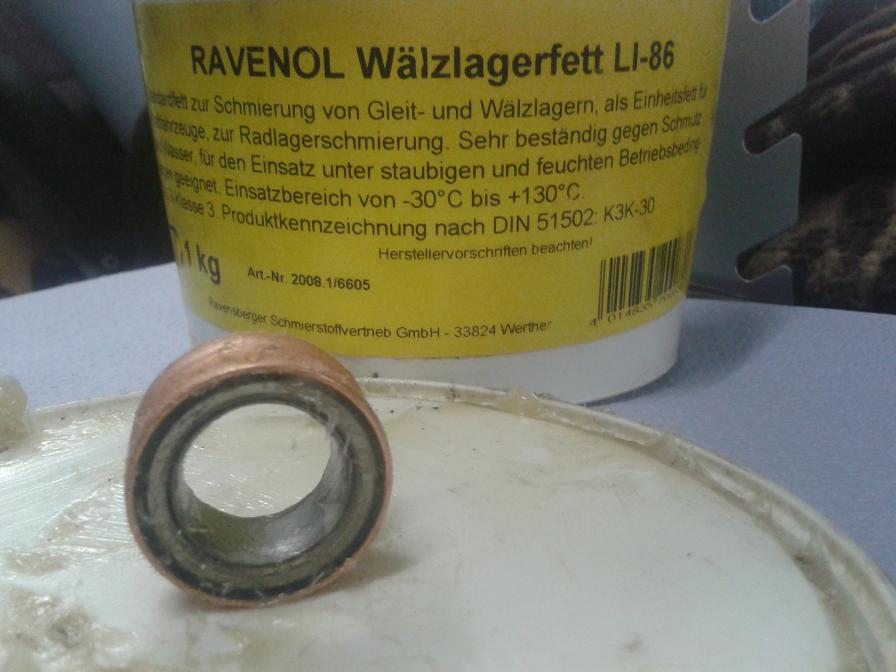 RAVENOL Wälzlagerfett LI-86
zur Schmierung von Gleit- und Wälzlagern, als Einheitsfett für
zur Radlagerschmierung. Sehr beständig gegen Schmutz
Wasser, für den Einsatz unter staubigen und feuchten Betriebsbeding-
geeignet. Einsatzbereich von -30°C bis +130°C.
Klasse 3. Produktkennzeichnung nach DIN 51502: K3K-30
Herstellervorschriften beachten!
kg
Art.-Nr. 2008.1/6605
Ravensberger Schmierstoffvertrieb GmbH - 33824 Werther